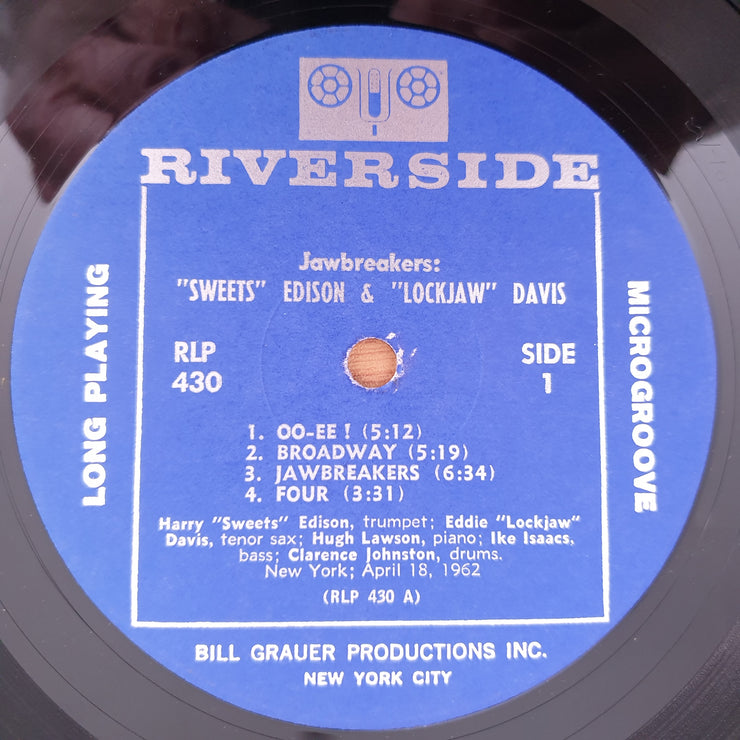 RIVERSIDE
Jawbreakers:
"SWEETS" EDISON & "LOCKJAW" DAVIS
LONG PLAYING
RLP
430
SIDE
1
MICROGROOVE
1. OO-EE! (5:12)
2. BROADWAY (5:19)
3. JAWBREAKERS (6:34)
4. FOUR (3:31)
Harry "Sweets" Edison, trumpet; Eddie "Lockjaw"
Davis, tenor sax; Hugh Lawson, piano; Ike Isaacs,
bass; Clarence Johnston, drums.
New York; April 18, 1962
(RLP 430 A)
BILL GRAUER PRODUCTIONS INC.
NEW YORK CITY